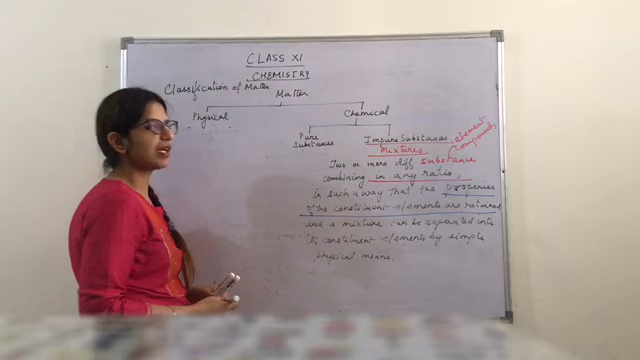 CLASS XI
CHEMISTRY
Classification of Matter
Matter
Physical
Chemical
Pure
Substances
Impure Substance
Mixtures
element
compounds
Two or more diff substance
combining in any ratio,
in such a way that the properies
of the constituent elements are retained
and a mixture can be separated into
its constituent elements by simple
physical means.